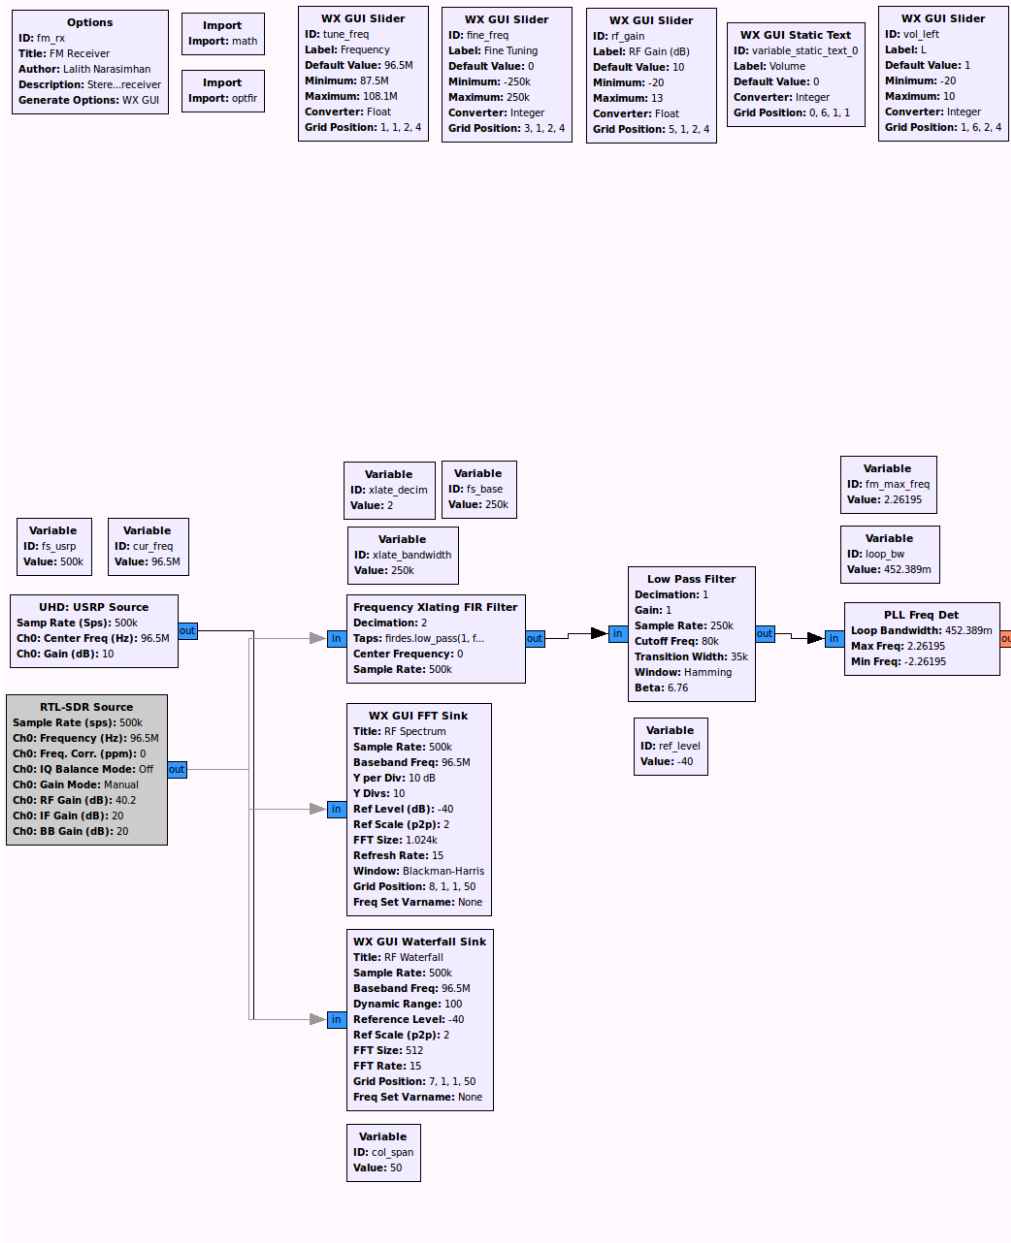 Options
ID: fm_rx
Title: FM Receiver
Author: Lalith Narasimhan
Description: Stere...receiver
Generate Options: WX GUI
Import
Import: math
Import
Import: optfir
WX GUI Slider
ID: tune_freq
Label: Frequency
Default Value: 96.5M
Minimum: 87.5M
Maximum: 108.1M
Converter: Float
Grid Position: 1, 1, 2, 4
WX GUI Slider
ID: fine_freq
Label: Fine Tuning
Default Value: 0
Minimum: -250k
Maximum: 250k
Converter: Integer
Grid Position: 3, 1, 2, 4
WX GUI Slider
ID: rf_gain
Label: RF Gain (dB)
Default Value: 10
Minimum: -20
Maximum: 13
Converter: Float
Grid Position: 5, 1, 2, 4
WX GUI Static Text
ID: variable_static_text_0
Label: Volume
Default Value: 0
Converter: Integer
Grid Position: 0, 6, 1, 1
WX GUI Slider
ID: vol_left
Label: L
Default Value: 1
Minimum: -20
Maximum: 10
Converter: Integer
Grid Position: 1, 6, 2, 4
Variable
ID: fs_usrp
Value: 500k
Variable
ID: cur_freq
Value: 96.5M
Variable
ID: xlate_decim
Value: 2
Variable
ID: fs_base
Value: 250k
Variable
ID: xlate_bandwidth
Value: 250k
Variable
ID: fm_max_freq
Value: 2.26195
Variable
ID: loop_bw
Value: 452.389m
UHD: USRP Source
Samp Rate (Sps): 500k
Ch0: Center Freq (Hz): 96.5M
Ch0: Gain (dB): 10
out
in
Frequency Xlating FIR Filter
Decimation: 2
Taps: firdes.low_pass(1, f...
Center Frequency: 0
Sample Rate: 500k
out
in
Low Pass Filter
Decimation: 1
Gain: 1
Sample Rate: 250k
Cutoff Freq: 80k
Transition Width: 35k
Window: Hamming
Beta: 6.76
out
in
PLL Freq Det
Loop Bandwidth: 452.389m
Max Freq: 2.26195
Min Freq: -2.26195
RTL-SDR Source
Sample Rate (sps): 500k
Ch0: Frequency (Hz): 96.5M
Ch0: Freq. Corr. (ppm): 0
Ch0: IQ Balance Mode: Off
Ch0: Gain Mode: Manual
Ch0: RF Gain (dB): 40.2
Ch0: IF Gain (dB): 20
Ch0: BB Gain (dB): 20
out
in
WX GUI FFT Sink
Title: RF Spectrum
Sample Rate: 500k
Baseband Freq: 96.5M
Y per Div: 10 dB
Y Divs: 10
Ref Level (dB): -40
Ref Scale (p2p): 2
FFT Size: 1.024k
Refresh Rate: 15
Window: Blackman-Harris
Grid Position: 8, 1, 1, 50
Freq Set Varname: None
Variable
ID: ref_level
Value: -40
in
WX GUI Waterfall Sink
Title: RF Waterfall
Sample Rate: 500k
Baseband Freq: 96.5M
Dynamic Range: 100
Reference Level: -40
Ref Scale (p2p): 2
FFT Size: 512
FFT Rate: 15
Grid Position: 7, 1, 1, 50
Freq Set Varname: None
Variable
ID: col_span
Value: 50